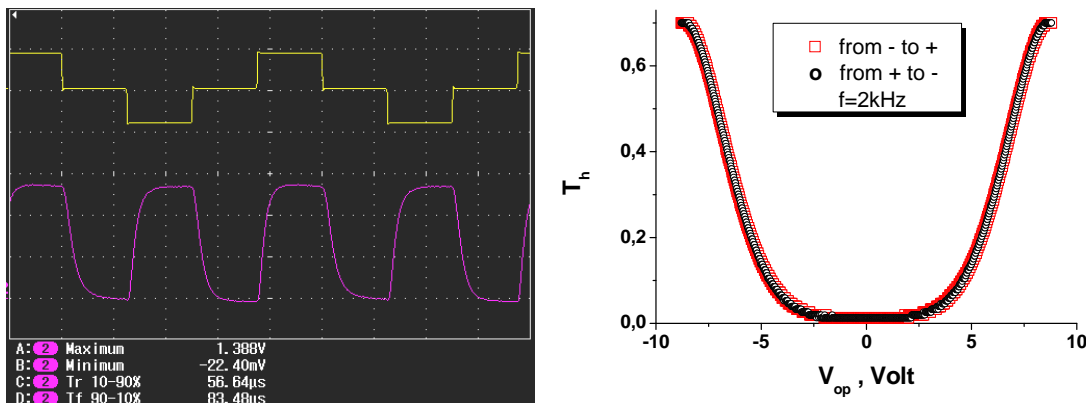 A: 2 Maximum 1.388V
B: 2 Minimum -22.40mV
C: 2 Tr 10-90% 56.64µs
D: 2 Tf 90-10% 83.48µs
from - to +
from + to -
f=2kHz
T_h
0,6
0,4
0,2
0,0
-10 -5 0 5 10
V_op , Volt